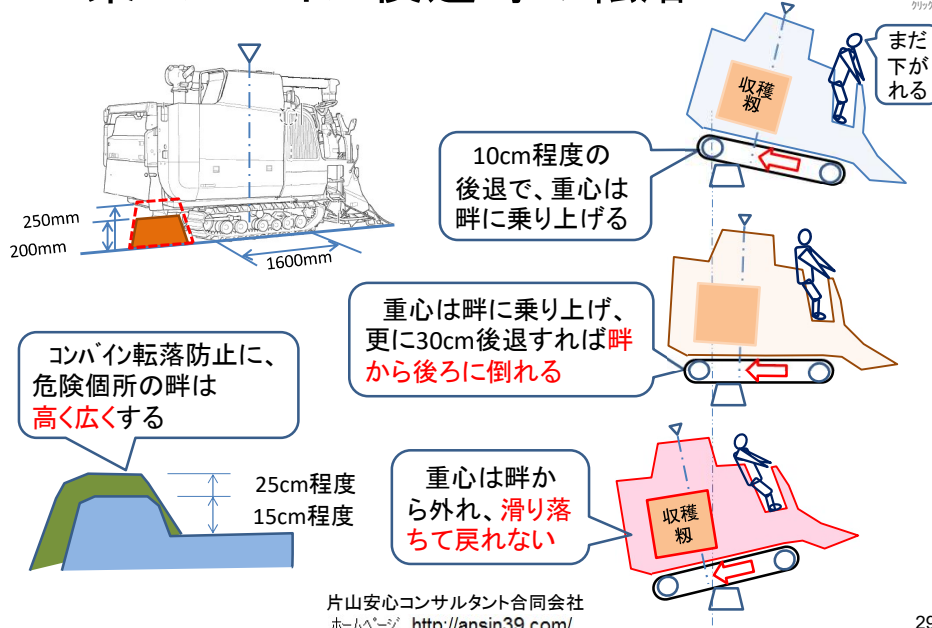 まだ
下が
れる
収穫
籾
10cm程度の
後退で、重心は
畔に乗り上げる
250mm
200mm
1600mm
重心は畔に乗り上げ、
更に30cm後退すれば畔
から後ろに倒れる
コンバイン転落防止に、
危険個所の畔は
高く広くする
25cm程度
15cm程度
重心は畔か
ら外れ、滑り落
ちて戻れない
収穫
籾
片山安心コンサルタント合同会社
ホームページ http://ansin39.com/
29